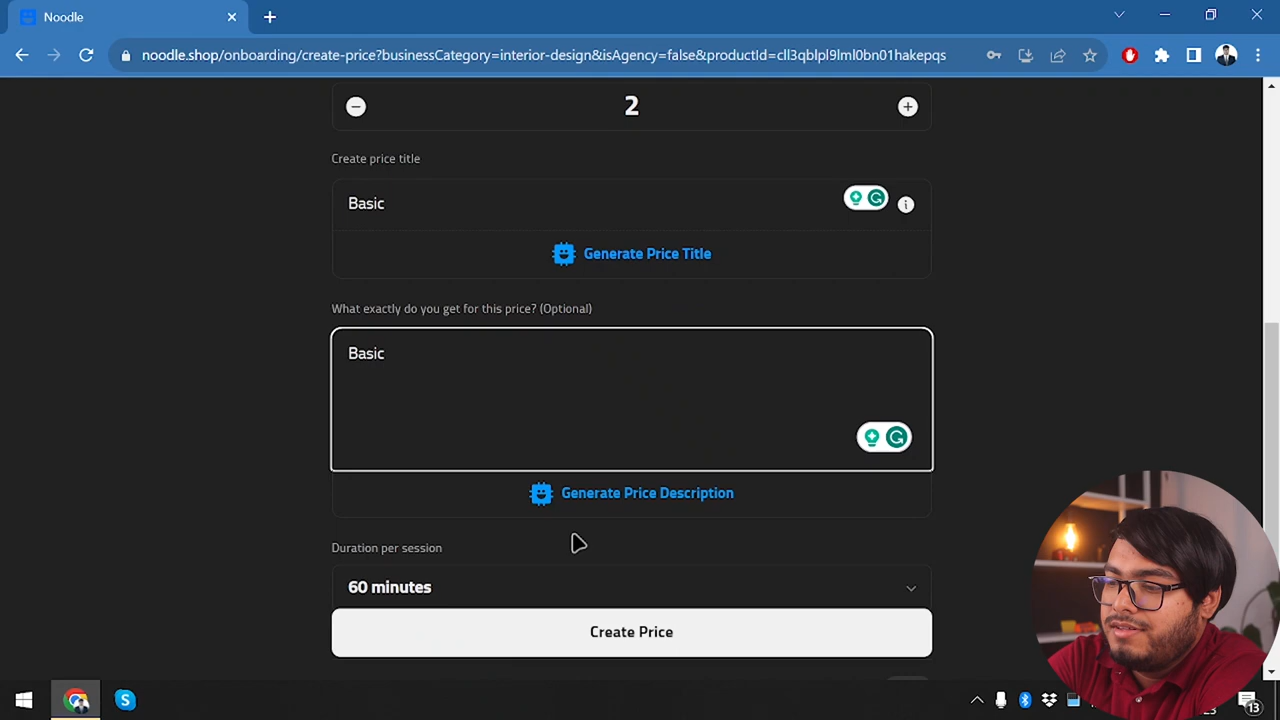 Noodle
noodle.shop/onboarding/create-price?businessCategory=interior-design&isAgency=false&productId=cll3qblpl9lml0bn01hakepqs
2
Create price title
Basic
Generate Price Title
What exactly do you get for this price? (Optional)
Basic
Generate Price Description
Duration per session
60 minutes
Create Price
13